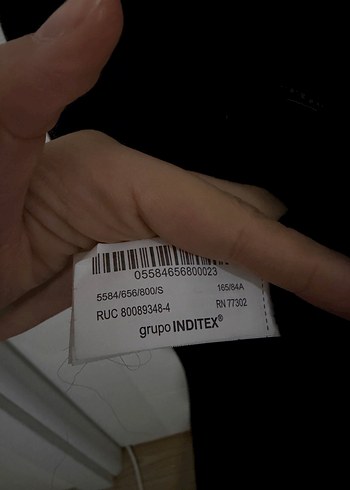 05584656800023
5584/656/800/S 165/84A
RUC 80089348-4 RN 77302
grupo INDITEX®